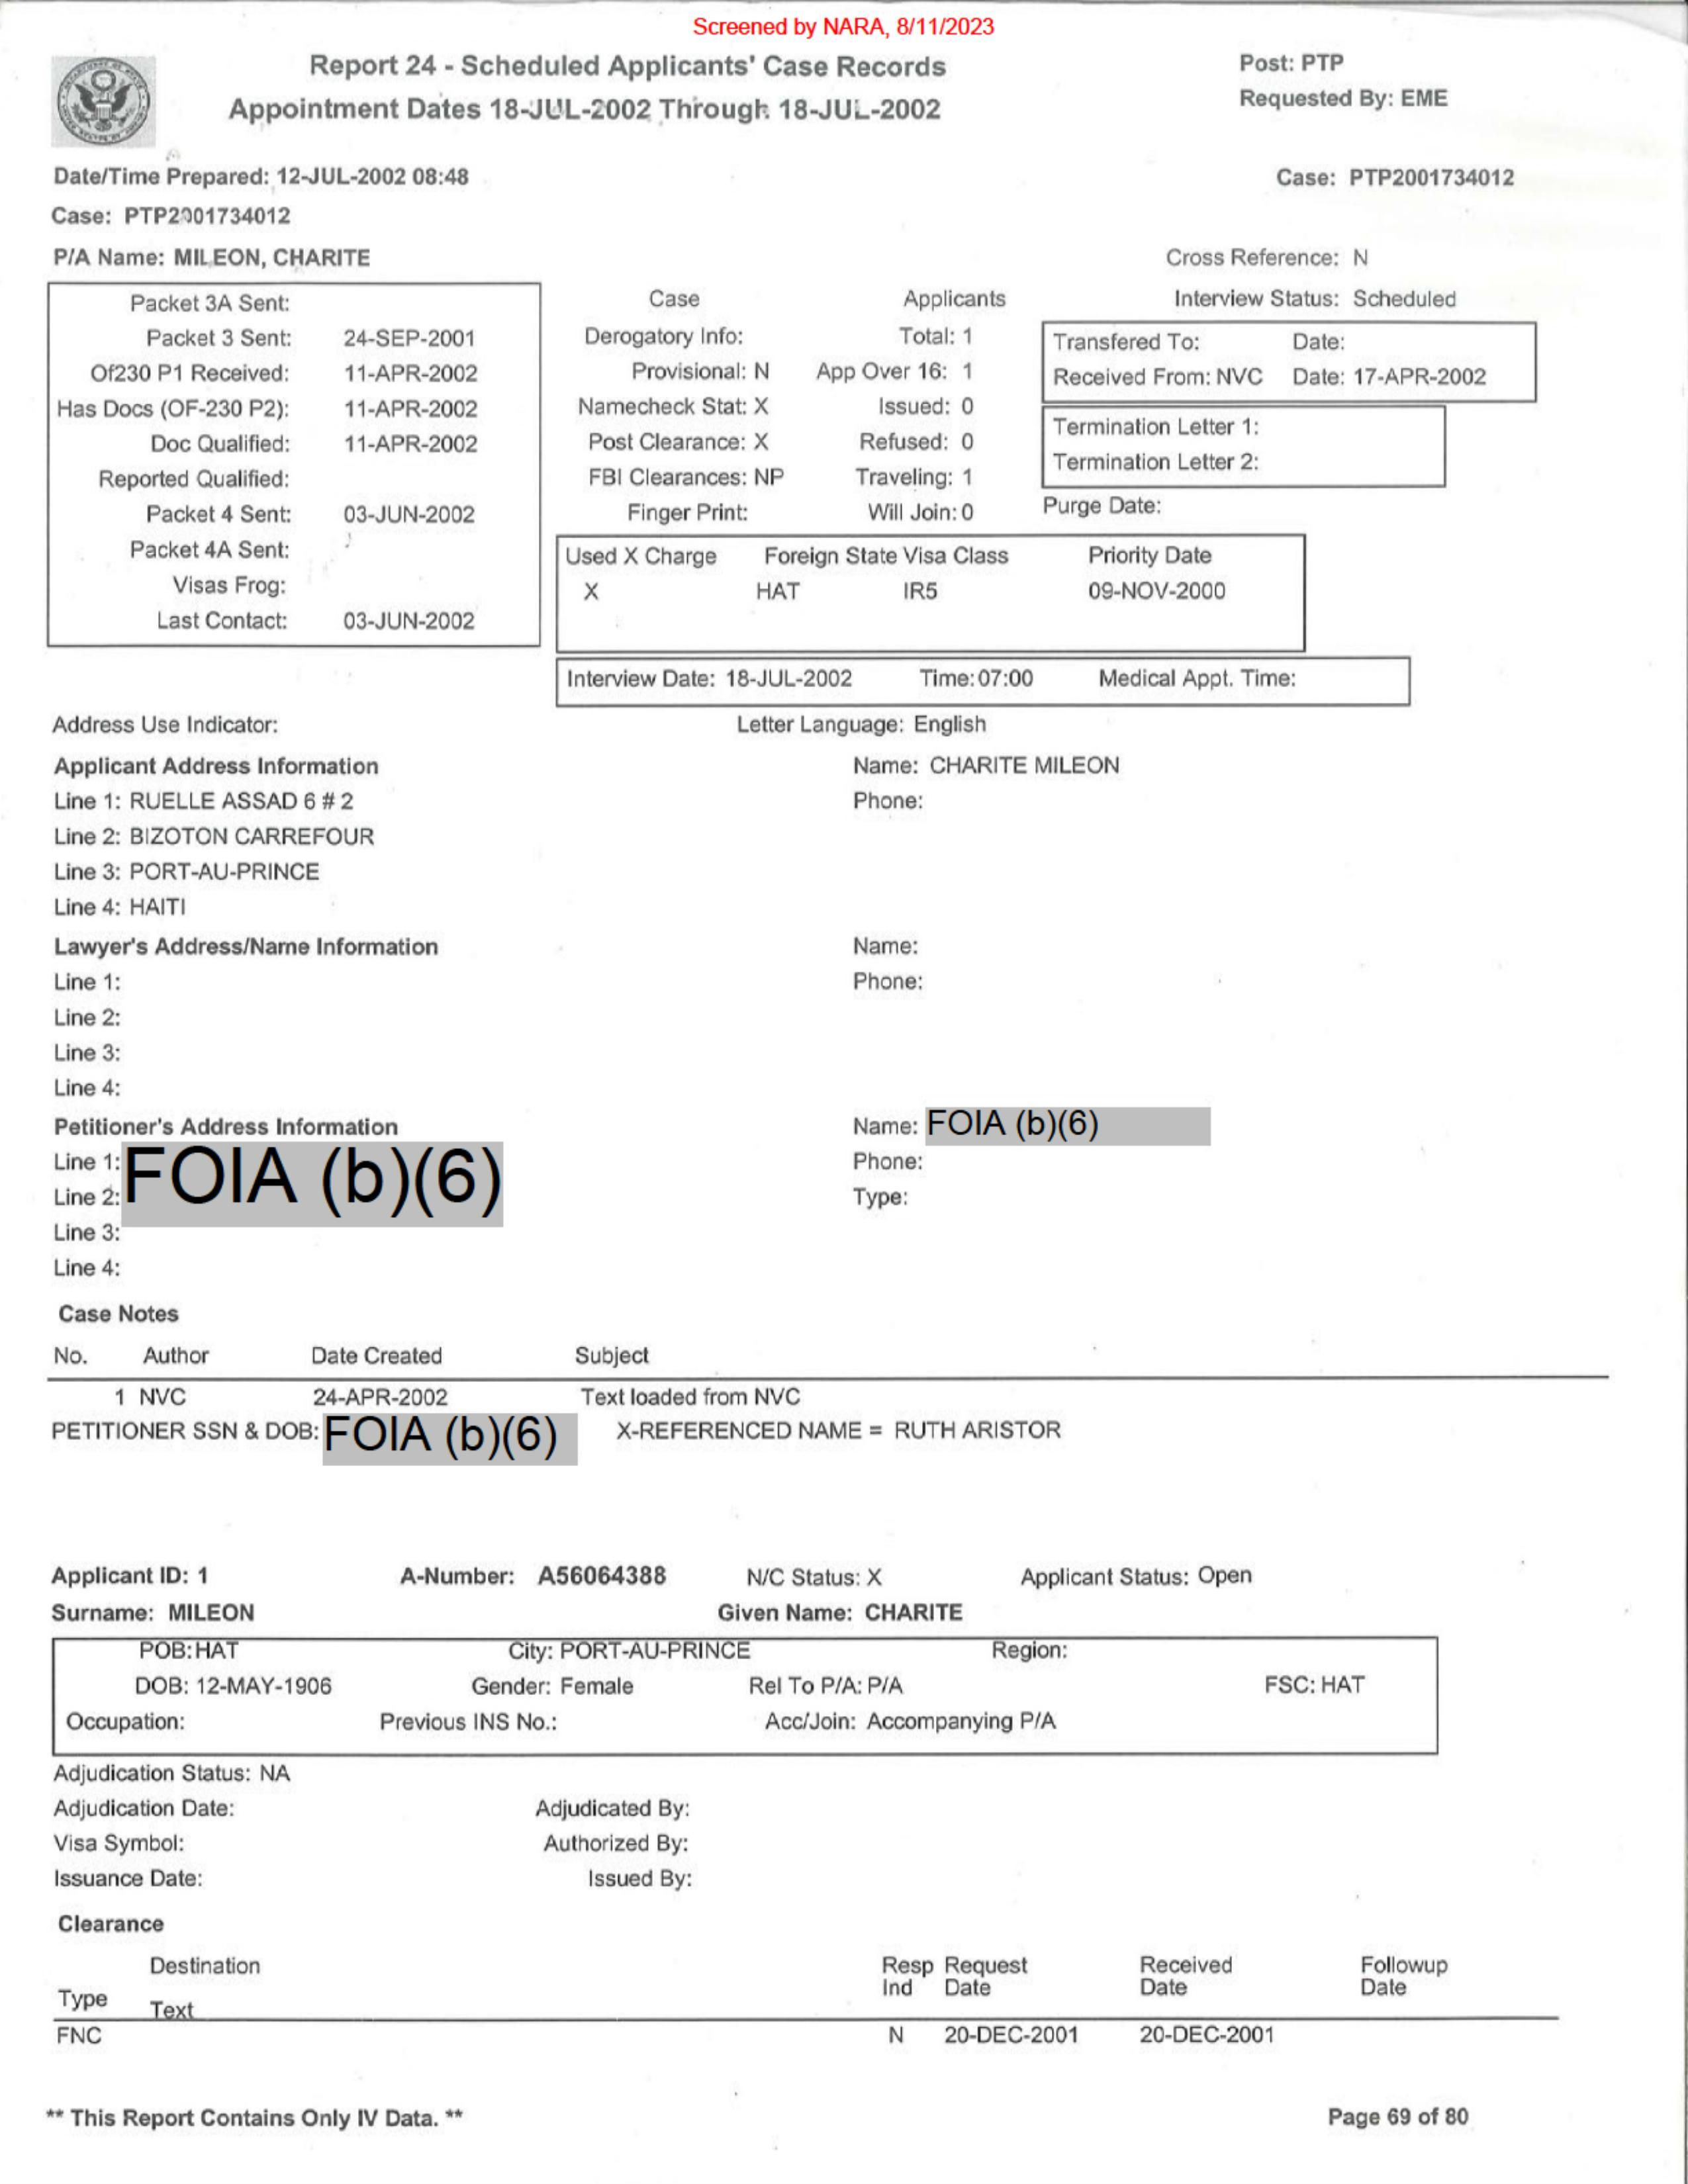 Screened by NARA, 8/11/2023
Report 24 - Scheduled Applicants' Case Records
Appointment Dates 18-JUL-2002 Through 18-JUL-2002
Post: PTP
Requested By: EME
Date/Time Prepared: 12-JUL-2002 08:48
Case: PTP2001734012
Case: PTP2001734012
P/A Name: MILEON, CHARITE
Cross Reference: N
Packet 3A Sent:
Packet 3 Sent: 24-SEP-2001
Of230 P1 Received: 11-APR-2002
Has Docs (OF-230 P2): 11-APR-2002
Doc Qualified: 11-APR-2002
Reported Qualified:
Packet 4 Sent: 03-JUN-2002
Packet 4A Sent:
Visas Frog:
Last Contact: 03-JUN-2002
Case Applicants
Derogatory Info: Total: 1
Provisional: N App Over 16: 1
Namecheck Stat: X Issued: 0
Post Clearance: X Refused: 0
FBI Clearances: NP Traveling: 1
Finger Print: Will Join: 0
Interview Status: Scheduled
Transfered To: Date:
Received From: NVC Date: 17-APR-2002
Termination Letter 1:
Termination Letter 2:
Purge Date:
Used X Charge Foreign State Visa Class Priority Date
X HAT IR5 09-NOV-2000
Interview Date: 18-JUL-2002 Time: 07:00 Medical Appt. Time:
Address Use Indicator: Letter Language: English
Applicant Address Information Name: CHARITE MILEON
Line 1: RUELLE ASSAD 6 # 2 Phone:
Line 2: BIZOTON CARREFOUR
Line 3: PORT-AU-PRINCE
Line 4: HAITI
Lawyer's Address/Name Information Name:
Line 1: Phone:
Line 2:
Line 3:
Line 4:
Petitioner's Address Information Name: FOIA (b)(6)
Line 1: FOIA (b)(6) Phone:
Line 2: Type:
Line 3:
Line 4:
Case Notes
No. Author Date Created Subject
1 NVC 24-APR-2002 Text loaded from NVC
PETITIONER SSN & DOB: FOIA (b)(6) X-REFERENCED NAME = RUTH ARISTOR
Applicant ID: 1 A-Number: A56064388 N/C Status: X Applicant Status: Open
Surname: MILEON Given Name: CHARITE
POB: HAT City: PORT-AU-PRINCE Region:
DOB: 12-MAY-1906 Gender: Female Rel To P/A: P/A FSC: HAT
Occupation: Previous INS No.: Acc/Join: Accompanying P/A
Adjudication Status: NA
Adjudication Date: Adjudicated By:
Visa Symbol: Authorized By:
Issuance Date: Issued By:
Clearance
Destination Resp Ind Request Date Received Date Followup Date
Type Text
FNC N 20-DEC-2001 20-DEC-2001
** This Report Contains Only IV Data. **
Page 69 of 80